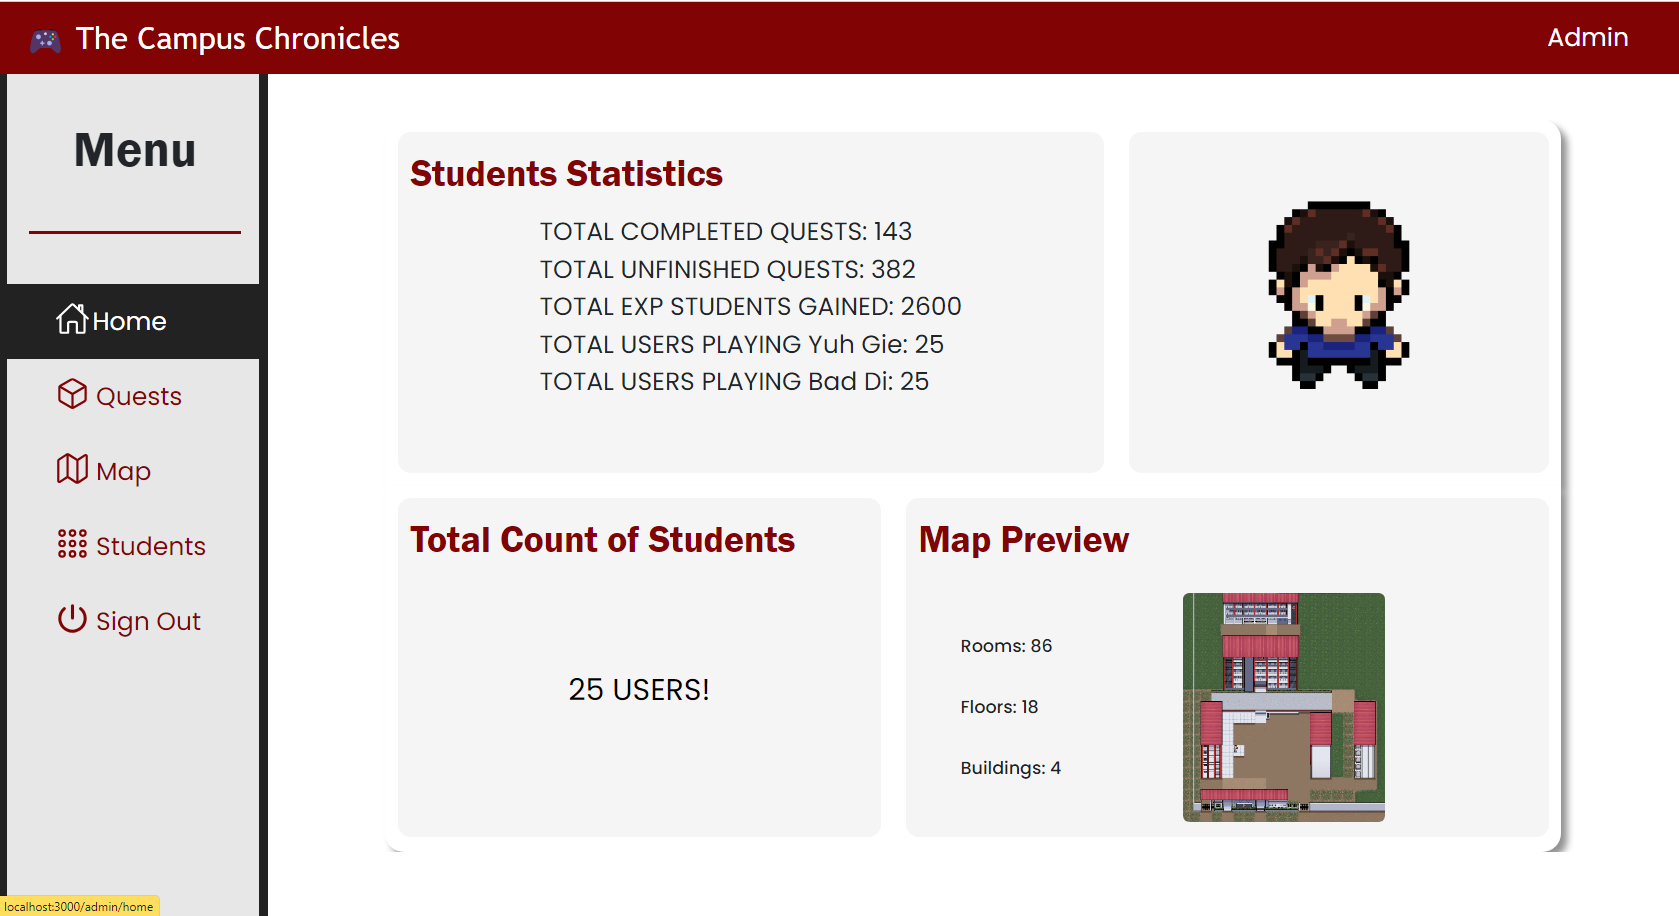 The Campus Chronicles
Admin
Menu
Home
Quests
Map
Students
Sign Out
Students Statistics
TOTAL COMPLETED QUESTS: 143
TOTAL UNFINISHED QUESTS: 382
TOTAL EXP STUDENTS GAINED: 2600
TOTAL USERS PLAYING Yuh Gie: 25
TOTAL USERS PLAYING Bad Di: 25
Total Count of Students
25 USERS!
Map Preview
Rooms: 86
Floors: 18
Buildings: 4
localhost:3000/admin/home